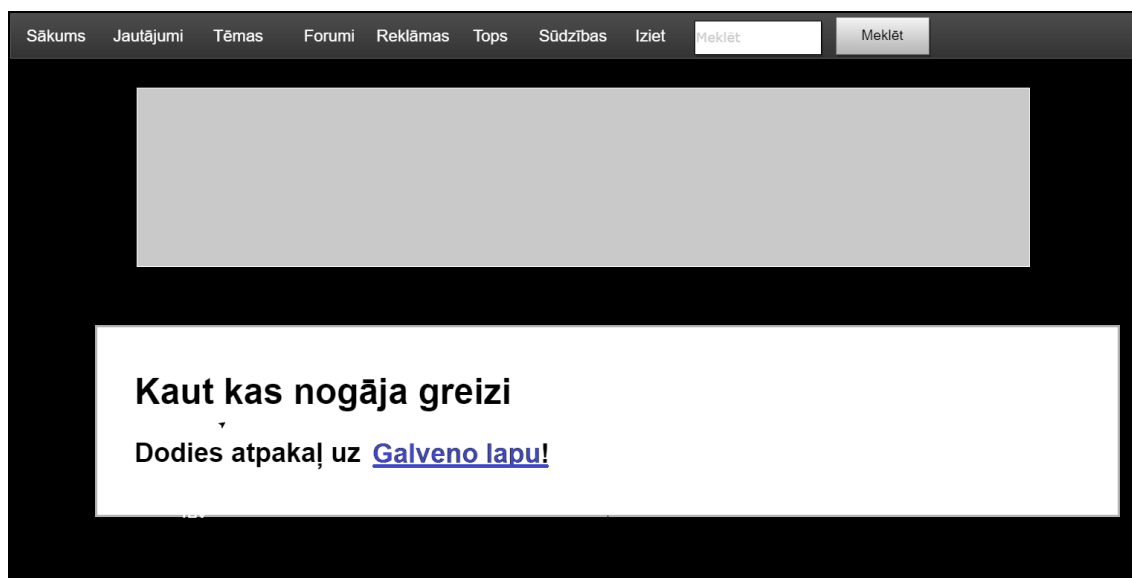 Sākums Jautājumi Tēmas Forumi Reklāmas Tops Sūdzības Iziet Meklēt Meklēt
Kaut kas nogāja greizi
Dodies atpakaļ uz Galveno lapu!